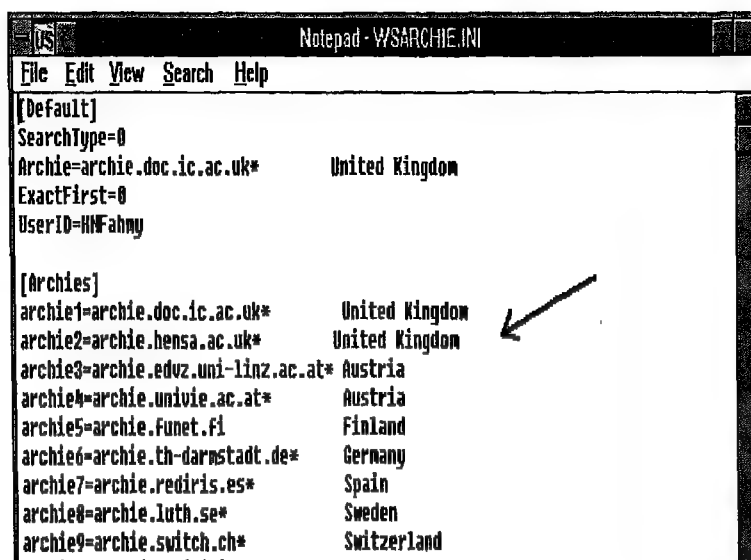 Notepad - WSARCHIE.INI
File Edit View Search Help
[Default]
SearchType=0
Archie=archie.doc.ic.ac.uk* United Kingdom
ExactFirst=0
UserID=HNFahmy
[Archies]
archie1=archie.doc.ic.ac.uk* United Kingdom
archie2=archie.hensa.ac.uk* United Kingdom
archie3=archie.edvz.uni-linz.ac.at* Austria
archie4=archie.univie.ac.at* Austria
archie5=archie.funet.fi Finland
archie6=archie.th-darmstadt.de* Germany
archie7=archie.rediris.es* Spain
archie8=archie.luth.se* Sweden
archie9=archie.switch.ch* Switzerland